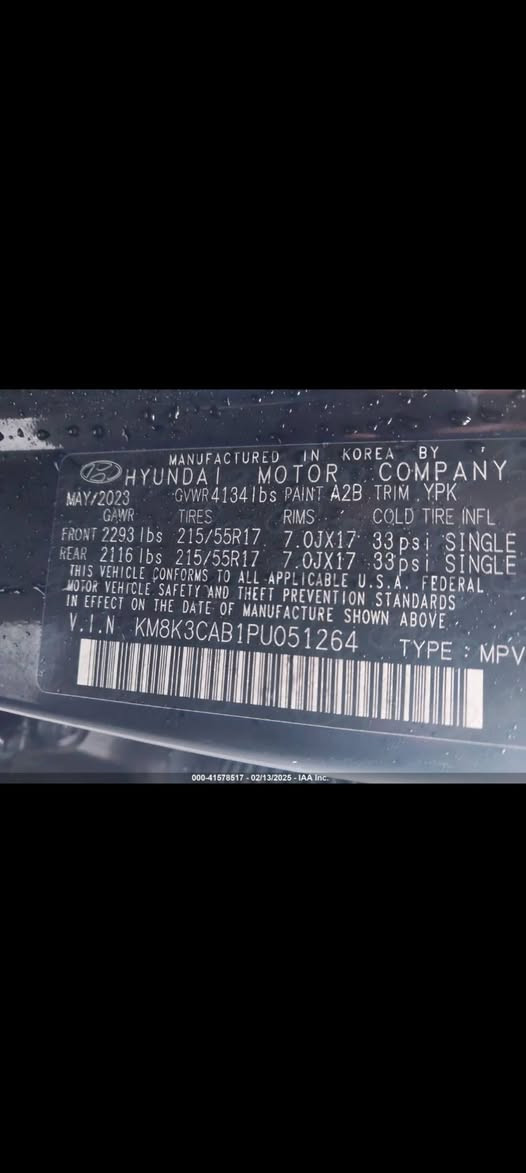 MANUFACTURED IN KOREA BY
HYUNDAI MOTOR COMPANY
MAY/2023 GVWR 4134 lbs PAINT A2B TRIM YPK
GAWR TIRES RIMS COLD TIRE INFL
FRONT 2293 lbs 215/55R17 7.0JX17 33psi SINGLE
REAR 2116 lbs 215/55R17 7.0JX17 33psi SINGLE
THIS VEHICLE CONFORMS TO ALL APPLICABLE U.S.A. FEDERAL
MOTOR VEHICLE SAFETY AND THEFT PREVENTION STANDARDS
IN EFFECT ON THE DATE OF MANUFACTURE SHOWN ABOVE
V.I.N KM8K3CAB1PU051264 TYPE : MPV
000-41578517 - 02/13/2025 - IAA Inc.